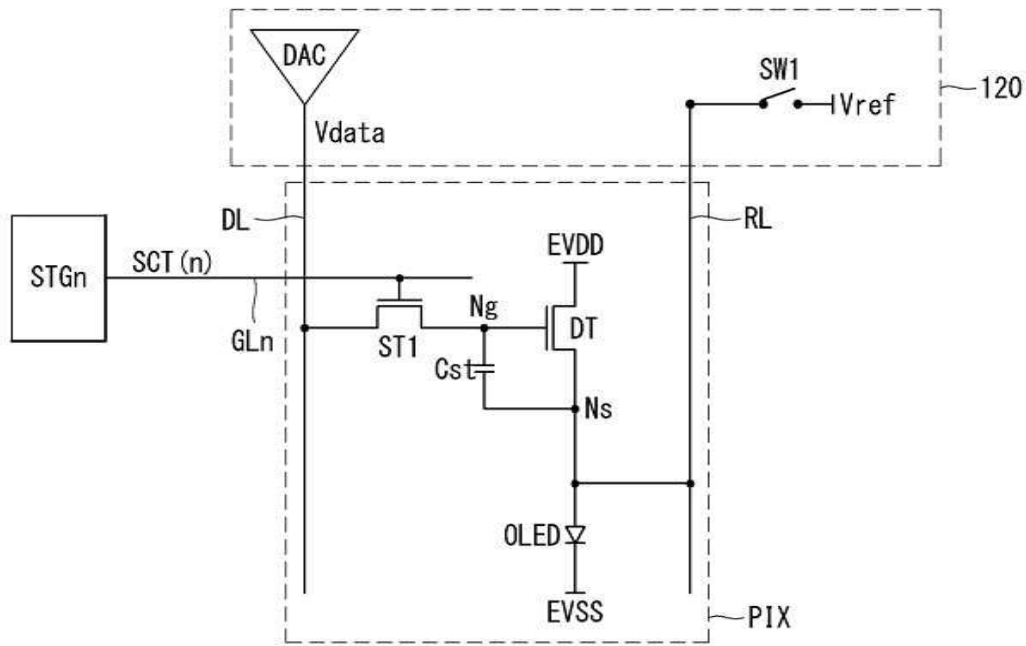 DAC
SW1
Vref
120
Vdata
DL
RL
STGn
SCT(n)
EVDD
Ng
DT
GLn
ST1
Cst
Ns
OLED
EVSS
PIX